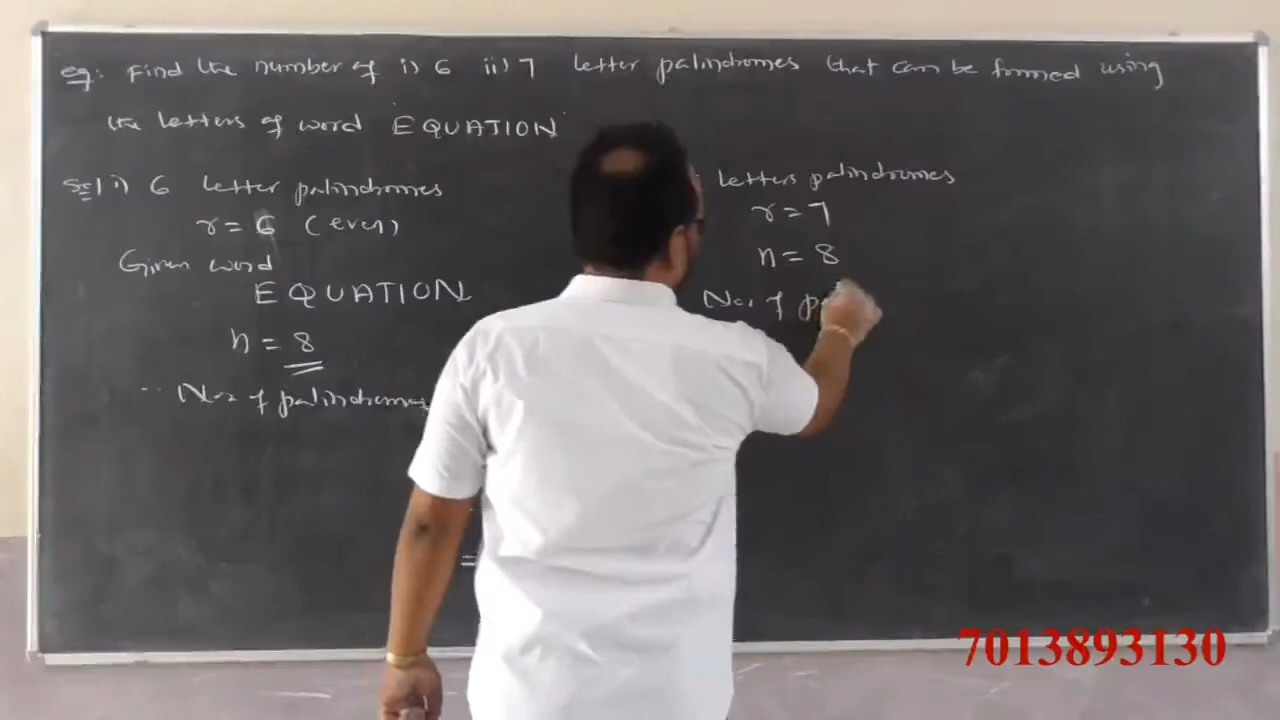 eg: Find the number of i) 6 ii) 7 letter palindromes that can be formed using
the letters of word EQUATION
Sol i) 6 letter palindromes
r = 6 (even)
Given word
EQUATION
n = 8
No. of palindromes
=
letters palindromes
r = 7
n = 8
No. of p
7013893130